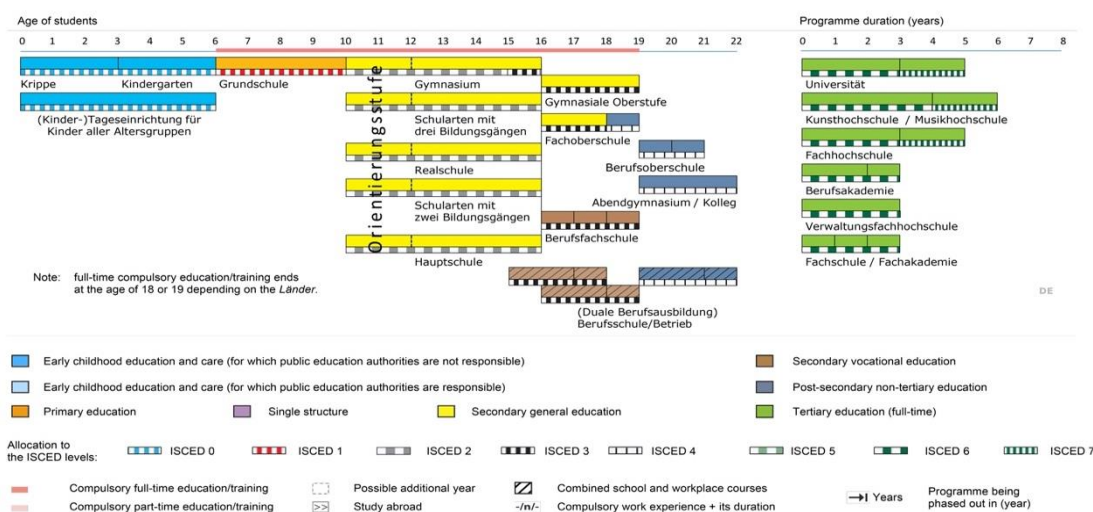 Age of students
Programme duration (years)
0 1 2 3 4 5 6 7 8 9 10 11 12 13 14 15 16 17 18 19 20 21 22
0 1 2 3 4 5 6 7 8
Krippe
Kindergarten
Grundschule
Gymnasium
(Kinder-)Tageseinrichtung für
Kinder aller Altersgruppen
Orientierungsstufe
Schularten mit
drei Bildungsgängen
Realschule
Schularten mit
zwei Bildungsgängen
Hauptschule
Gymnasiale Oberstufe
Fachoberschule
Berufsoberschule
Abendgymnasium / Kolleg
Berufsfachschule
(Duale Berufsausbildung)
Berufsschule/Betrieb
Universität
Kunsthochschule / Musikhochschule
Fachhochschule
Berufsakademie
Verwaltungsfachhochschule
Fachschule / Fachakademie
Note: full-time compulsory education/training ends
at the age of 18 or 19 depending on the Länder.
DE
Early childhood education and care (for which public education authorities are not responsible)
Secondary vocational education
Early childhood education and care (for which public education authorities are responsible)
Post-secondary non-tertiary education
Primary education
Single structure
Secondary general education
Tertiary education (full-time)
Allocation to
the ISCED levels:
ISCED 0
ISCED 1
ISCED 2
ISCED 3
ISCED 4
ISCED 5
ISCED 6
ISCED 7
Compulsory full-time education/training
Possible additional year
Combined school and workplace courses
Years
Programme being
phased out in (year)
Compulsory part-time education/training
>> Study abroad
-/n/- Compulsory work experience + its duration